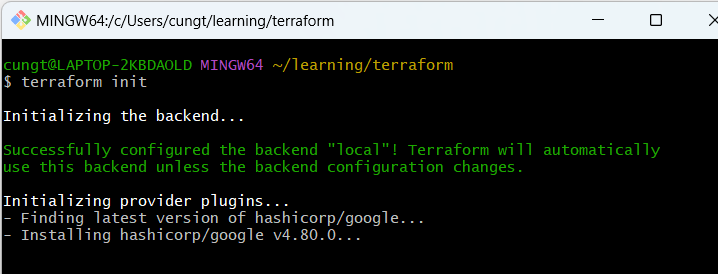 MINGW64:/c/Users/cungt/learning/terraform
cungt@LAPTOP-2KBDAOLD MINGW64 ~/learning/terraform
$ terraform init
Initializing the backend...
Successfully configured the backend "local"! Terraform will automatically
use this backend unless the backend configuration changes.
Initializing provider plugins...
- Finding latest version of hashicorp/google...
- Installing hashicorp/google v4.80.0...